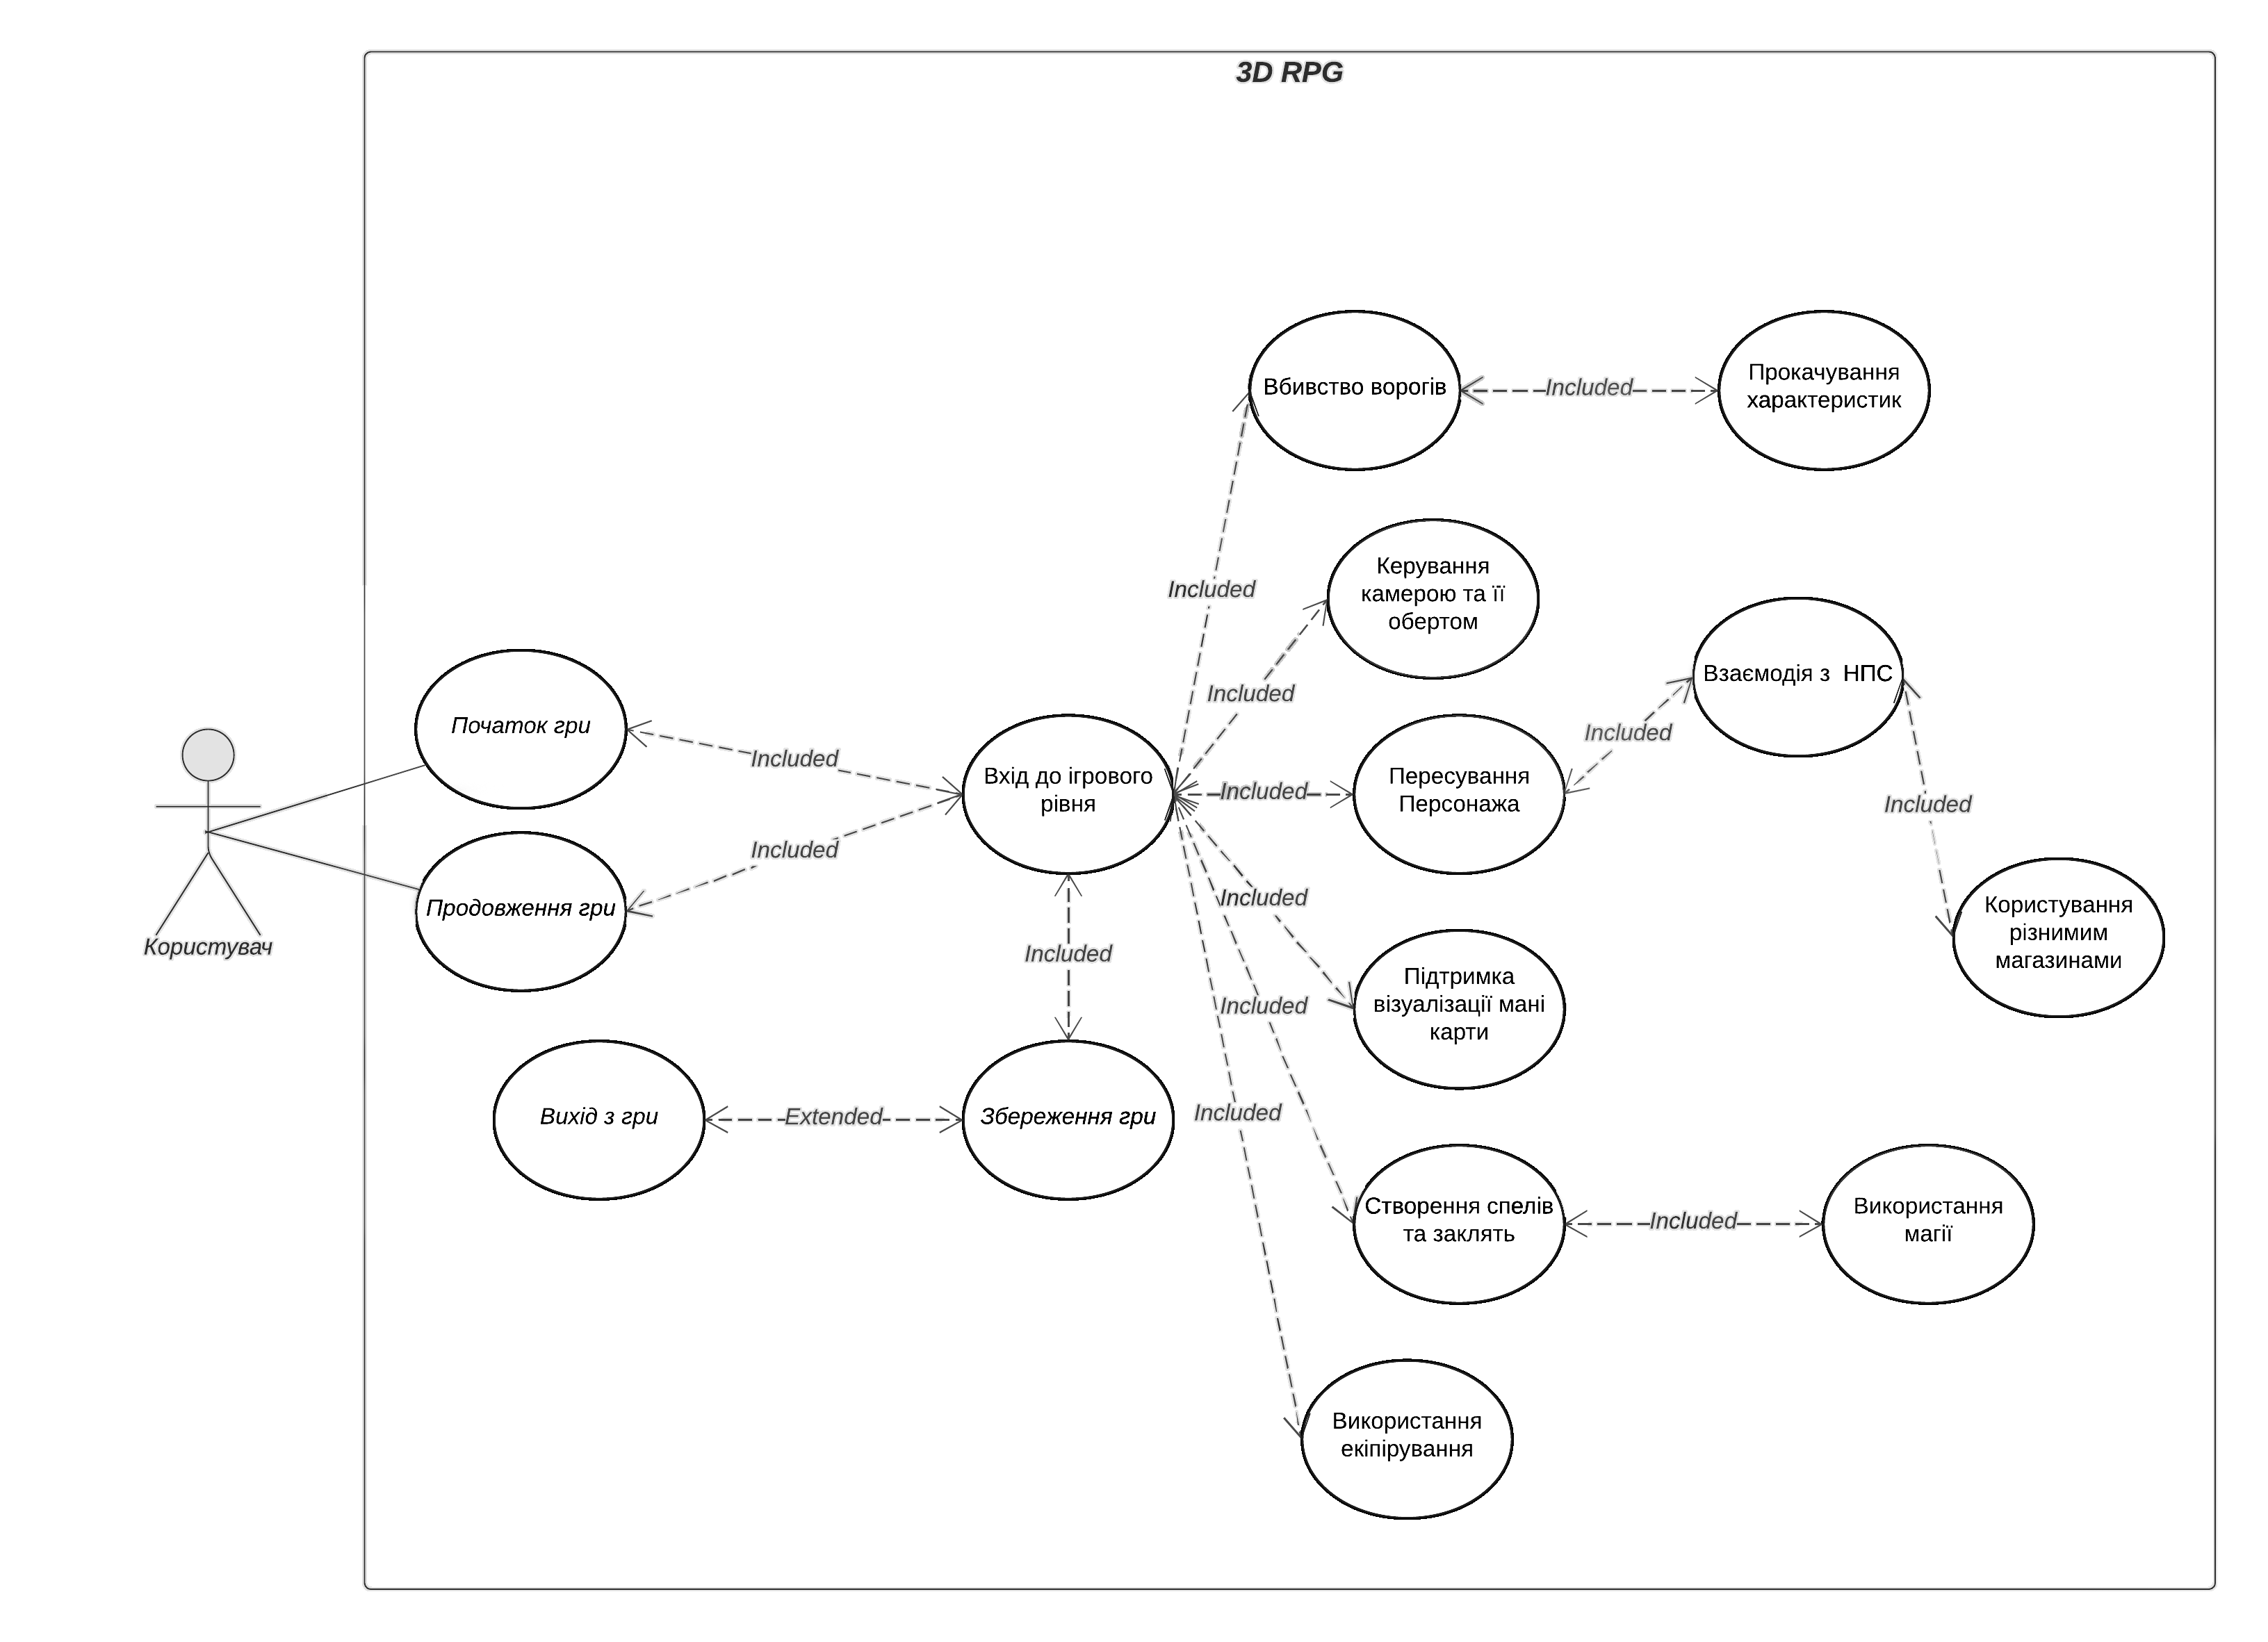 3D RPG
Вбивство ворогів
Included
Прокачування
характеристик
Included
Керування
камерою та її
обертом
Included
Взаємодія з  НПС
Included
Included
Початок гри
Included
Вхід до ігрового
рівня
Included
Пересування
Персонажа
Included
Продовження гри
Included
Користувач
Included
Користування
різнимим
магазинами
Підтримка
візуалізації мані
карти
Included
Included
Вихід з гри
Extended
Збереження гри
Створення спелів
та заклять
Included
Використання
магії
Використання
екіпірування